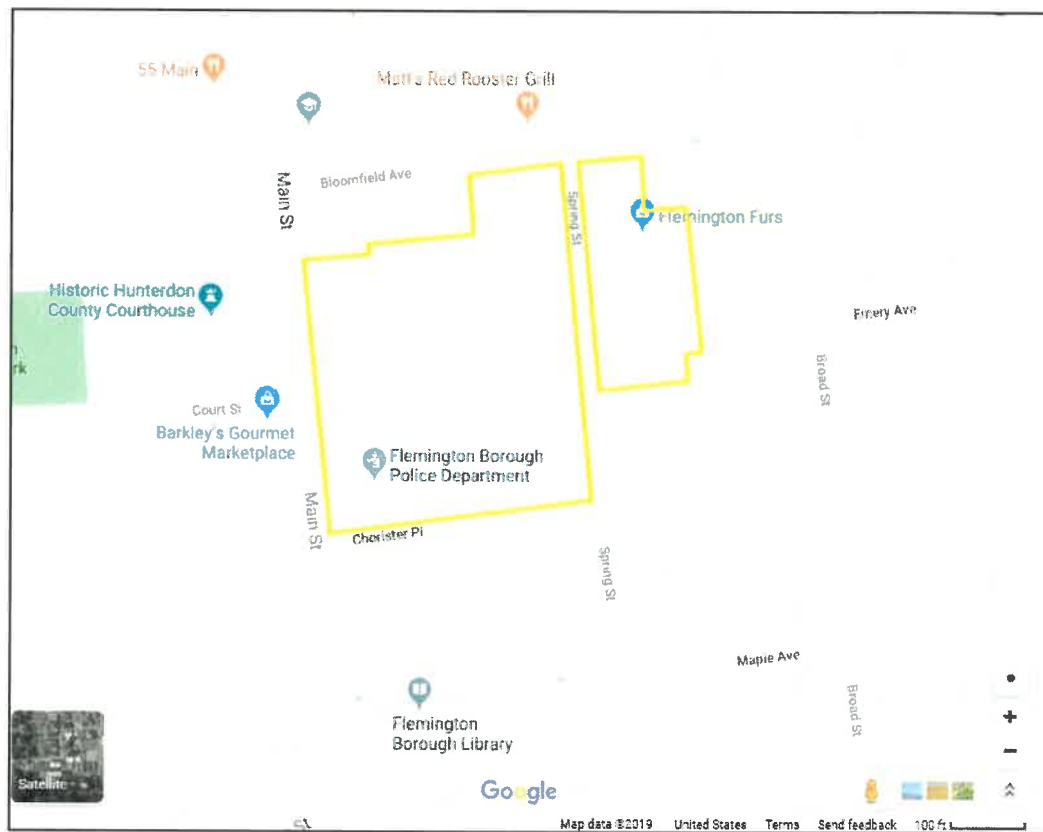 55 Main
Matt's Red Rooster Grill
Main St
Bloomfield Ave
Spring St
Flemington Furs
Historic Hunterdon
County Courthouse
Emery Ave
rk
Broad St
Court St
Barkley's Gourmet
Marketplace
Flemington Borough
Police Department
Main St
Chorister Pl
Spring St
Maple Ave
Broad St
Flemington
Borough Library
Satellite
Google
Map data ©2019 United States Terms Send feedback 100 ft